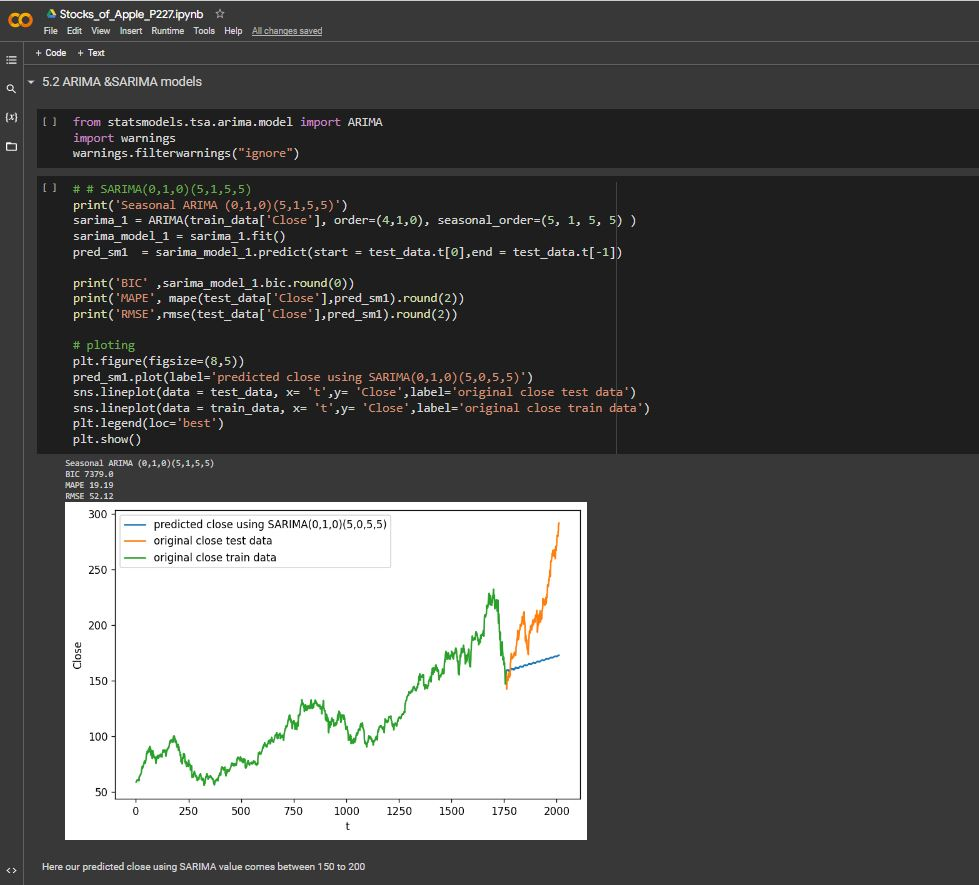 Stocks_of_Apple_P227.ipynb ☆
File Edit View Insert Runtime Tools Help All changes saved
+ Code + Text
5.2 ARIMA &SARIMA models
[ ] from statsmodels.tsa.arima.model import ARIMA
import warnings
warnings.filterwarnings("ignore")
[ ] # # SARIMA(0,1,0)(5,1,5,5)
print('Seasonal ARIMA (0,1,0)(5,1,5,5)')
sarima_1 = ARIMA(train_data['Close'], order=(4,1,0), seasonal_order=(5, 1, 5, 5) )
sarima_model_1 = sarima_1.fit()
pred_sm1  = sarima_model_1.predict(start = test_data.t[0],end = test_data.t[-1])
print('BIC' ,sarima_model_1.bic.round(0))
print('MAPE', mape(test_data['Close'],pred_sm1).round(2))
print('RMSE',rmse(test_data['Close'],pred_sm1).round(2))
# ploting
plt.figure(figsize=(8,5))
pred_sm1.plot(label='predicted close using SARIMA(0,1,0)(5,0,5,5)')
sns.lineplot(data = test_data, x= 't',y= 'Close',label='original close test data')
sns.lineplot(data = train_data, x= 't',y= 'Close',label='original close train data')
plt.legend(loc='best')
plt.show()
Seasonal ARIMA (0,1,0)(5,1,5,5)
BIC 7379.0
MAPE 19.19
RMSE 52.12
predicted close using SARIMA(0,1,0)(5,0,5,5)
original close test data
original close train data
300
250
200
150
100
50
Close
0 250 500 750 1000 1250 1500 1750 2000
t
Here our predicted close using SARIMA value comes between 150 to 200